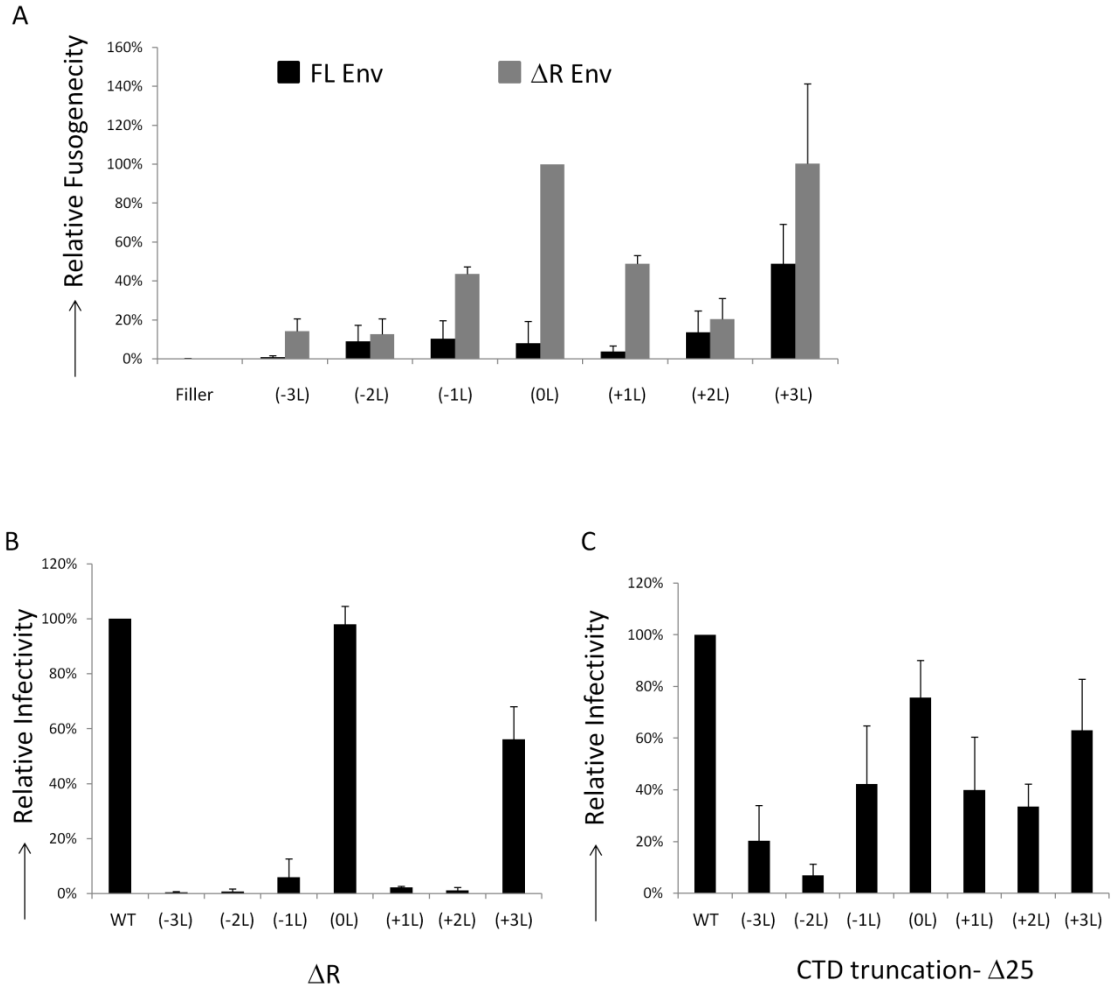 A
160%
140%
120%
100%
80%
60%
40%
20%
0%
Relative Fusogenecity
FL Env
ΔR Env
Filler (-3L) (-2L) (-1L) (0L) (+1L) (+2L) (+3L)
B
120%
100%
80%
60%
40%
20%
0%
Relative Infectivity
WT (-3L) (-2L) (-1L) (0L) (+1L) (+2L) (+3L)
ΔR
C
120%
100%
80%
60%
40%
20%
0%
Relative Infectivity
WT (-3L) (-2L) (-1L) (0L) (+1L) (+2L) (+3L)
CTD truncation- Δ25